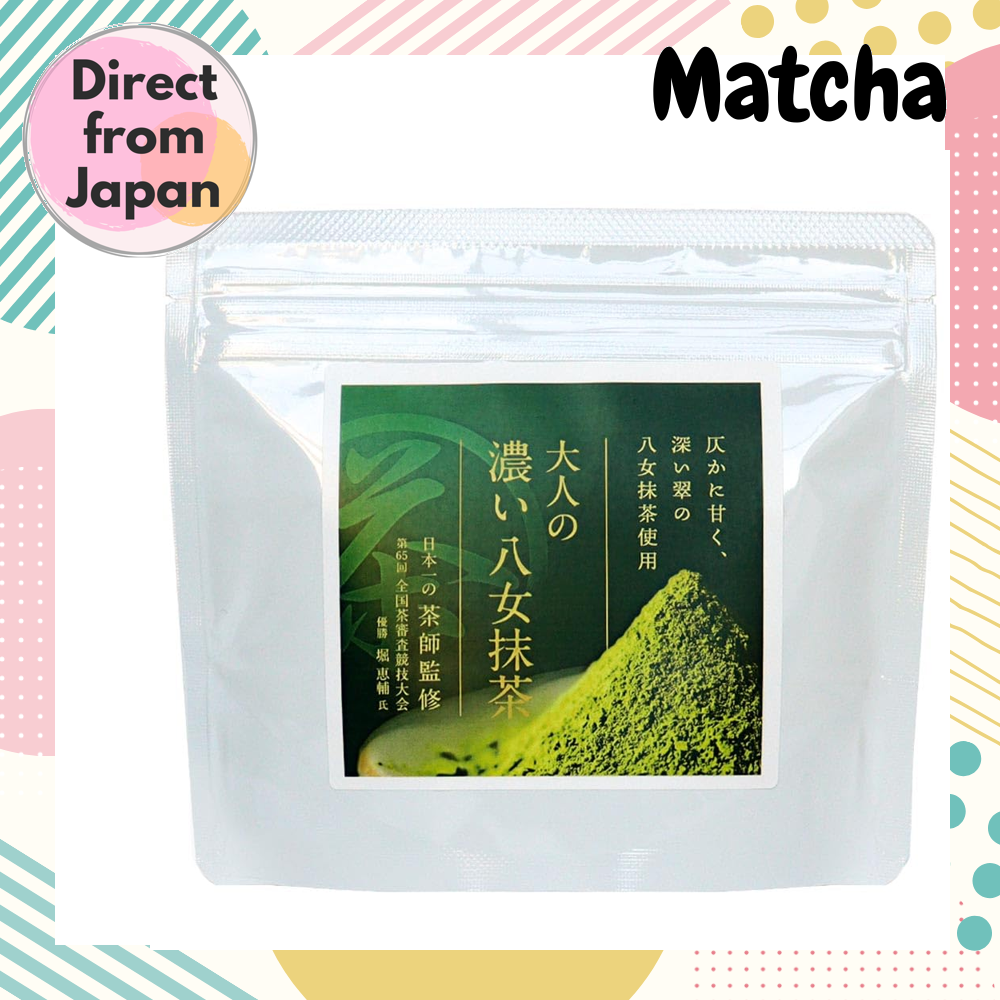 Direct
from
Japan
Matcha
仄かに甘く、
深い翠の
八女抹茶使用
大人の
濃い八女抹茶
日本一の茶師監修
第65回 全国茶審査競技大会
優勝 堀 恵輔 氏
茶